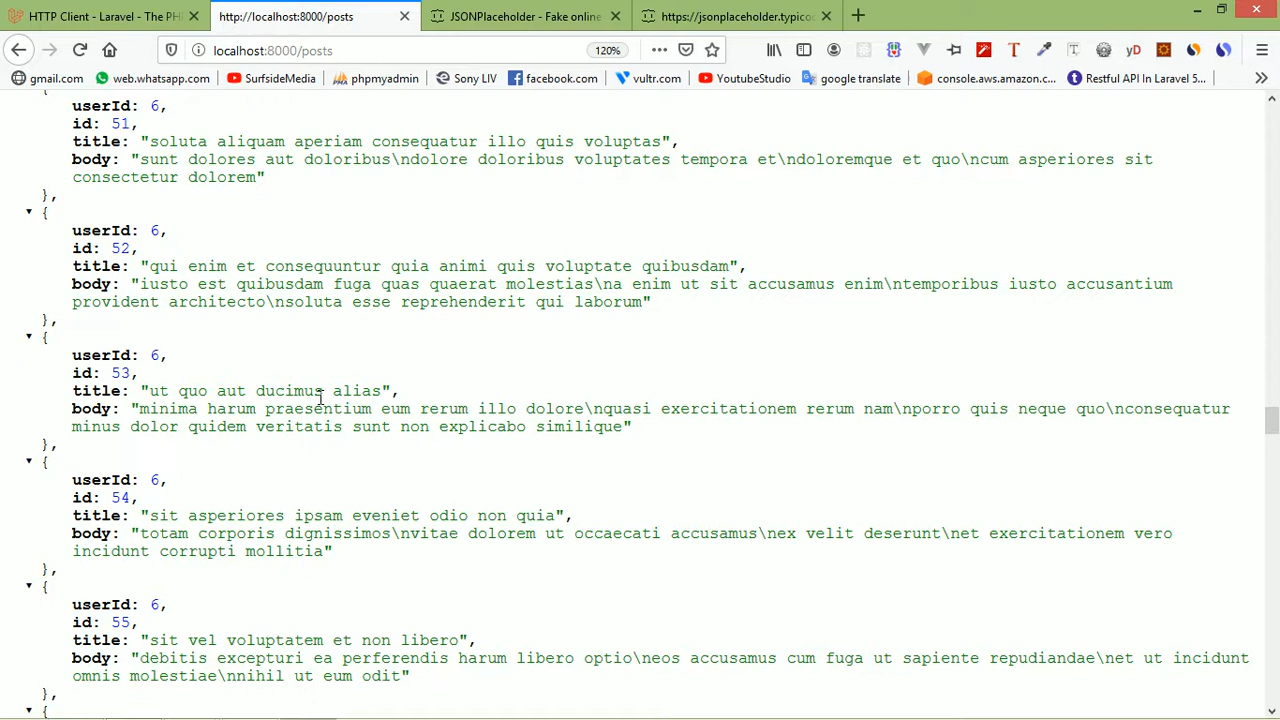 HTTP Client - Laravel - The PH
http://localhost:8000/posts
JSONPlaceholder - Fake online
https://jsonplaceholder.typico
localhost:8000/posts
120%
gmail.com
web.whatsapp.com
SurfsideMedia
phpmyadmin
Sony LIV
facebook.com
vultr.com
YouTubeStudio
google translate
console.aws.amazon.c...
Restful API In Laravel 5...
{
userId: 6,
id: 51,
title: "soluta aliquam aperiam consequatur illo quis voluptas",
body: "sunt dolores aut doloribus\ndolore doloribus voluptates tempora et\ndoloremque et quo\ncum asperiores sit
consectetur dolorem"
},
{
userId: 6,
id: 52,
title: "qui enim et consequuntur quia animi quis voluptate quibusdam",
body: "iusto est quibusdam fuga quas quaerat molestias\na enim ut sit accusamus enim\ntemporibus iusto accusantium
provident architecto\nsoluta esse reprehenderit qui laborum"
},
{
userId: 6,
id: 53,
title: "ut quo aut ducimus alias",
body: "minima harum praesentium eum rerum illo dolore\nquasi exercitationem rerum nam\nporro quis neque quo\nconsequatur
minus dolor quidem veritatis sunt non explicabo similique"
},
{
userId: 6,
id: 54,
title: "sit asperiores ipsam eveniet odio non quia",
body: "totam corporis dignissimos\nvitae dolorem ut occaecati accusamus\nex velit deserunt\net exercitationem vero
incidunt corrupti mollitia"
},
{
userId: 6,
id: 55,
title: "sit vel voluptatem et non libero",
body: "debitis excepturi ea perferendis harum libero optio\neos accusamus cum fuga ut sapiente repudiandae\net ut incidunt
omnis molestiae\nnihil ut eum odit"
},
{